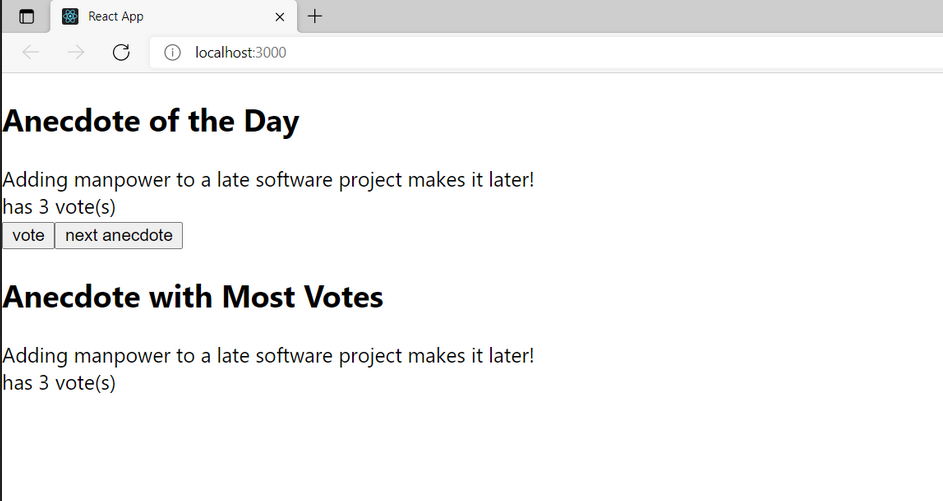 React App
localhost:3000
Anecdote of the Day
Adding manpower to a late software project makes it later!
has 3 vote(s)
vote next anecdote
Anecdote with Most Votes
Adding manpower to a late software project makes it later!
has 3 vote(s)